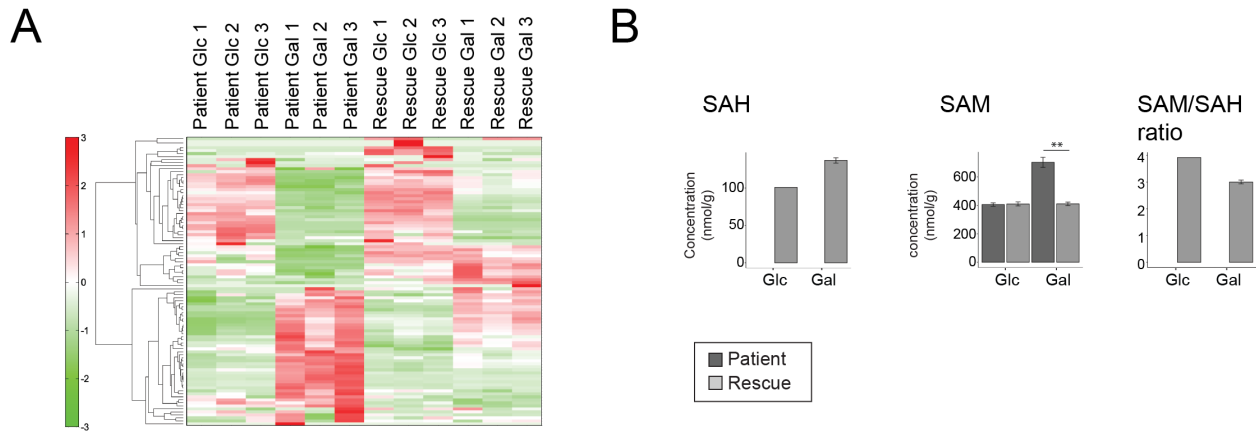 A
Patient Glc 1
Patient Glc 2
Patient Glc 3
Patient Gal 1
Patient Gal 2
Patient Gal 3
Rescue Glc 1
Rescue Glc 2
Rescue Glc 3
Rescue Gal 1
Rescue Gal 2
Rescue Gal 3
3
2
1
0
-1
-2
-3
B
SAH
Concentration
(nmol/g)
100
50
0
Glc Gal
SAM
concentration
(nmol/g)
600
400
200
0
**
Glc Gal
SAM/SAH
ratio
4
3
2
1
0
Glc Gal
Patient
Rescue